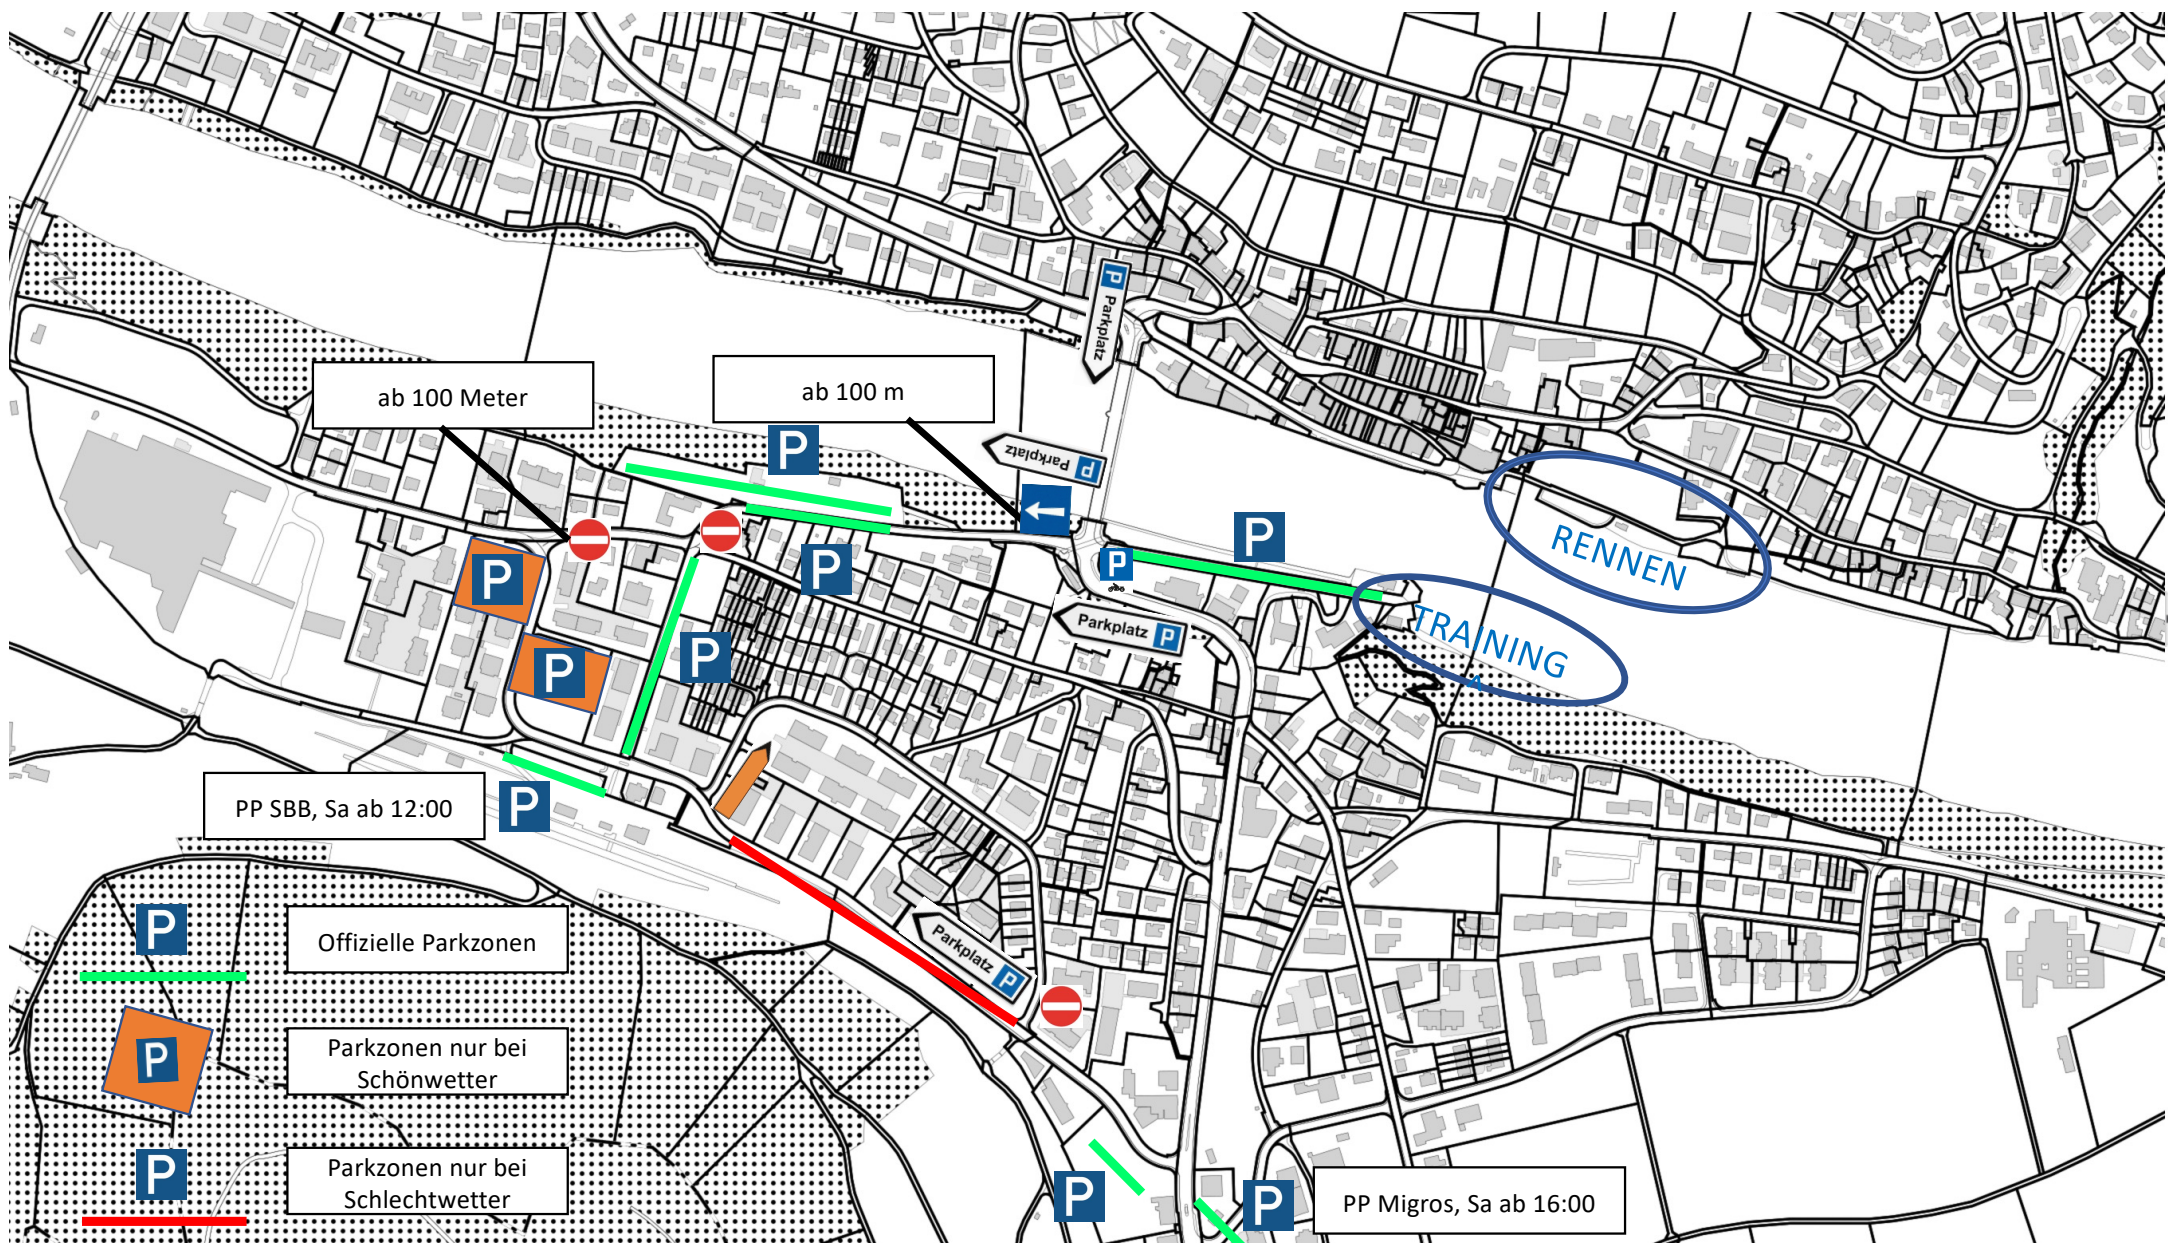 P
Parkplatz
ab 100 Meter
ab 100 m
P
Parkplatz
P
P
P
RENNEN
P
P
Parkplatz P
TRAINING
P
P
P
PP SBB, Sa ab 12:00
P
Parkplatz P
P
Offizielle Parkzonen
P
Parkzonen nur bei
Schönwetter
P
Parkzonen nur bei
Schlechtwetter
P
P
PP Migros, Sa ab 16:00